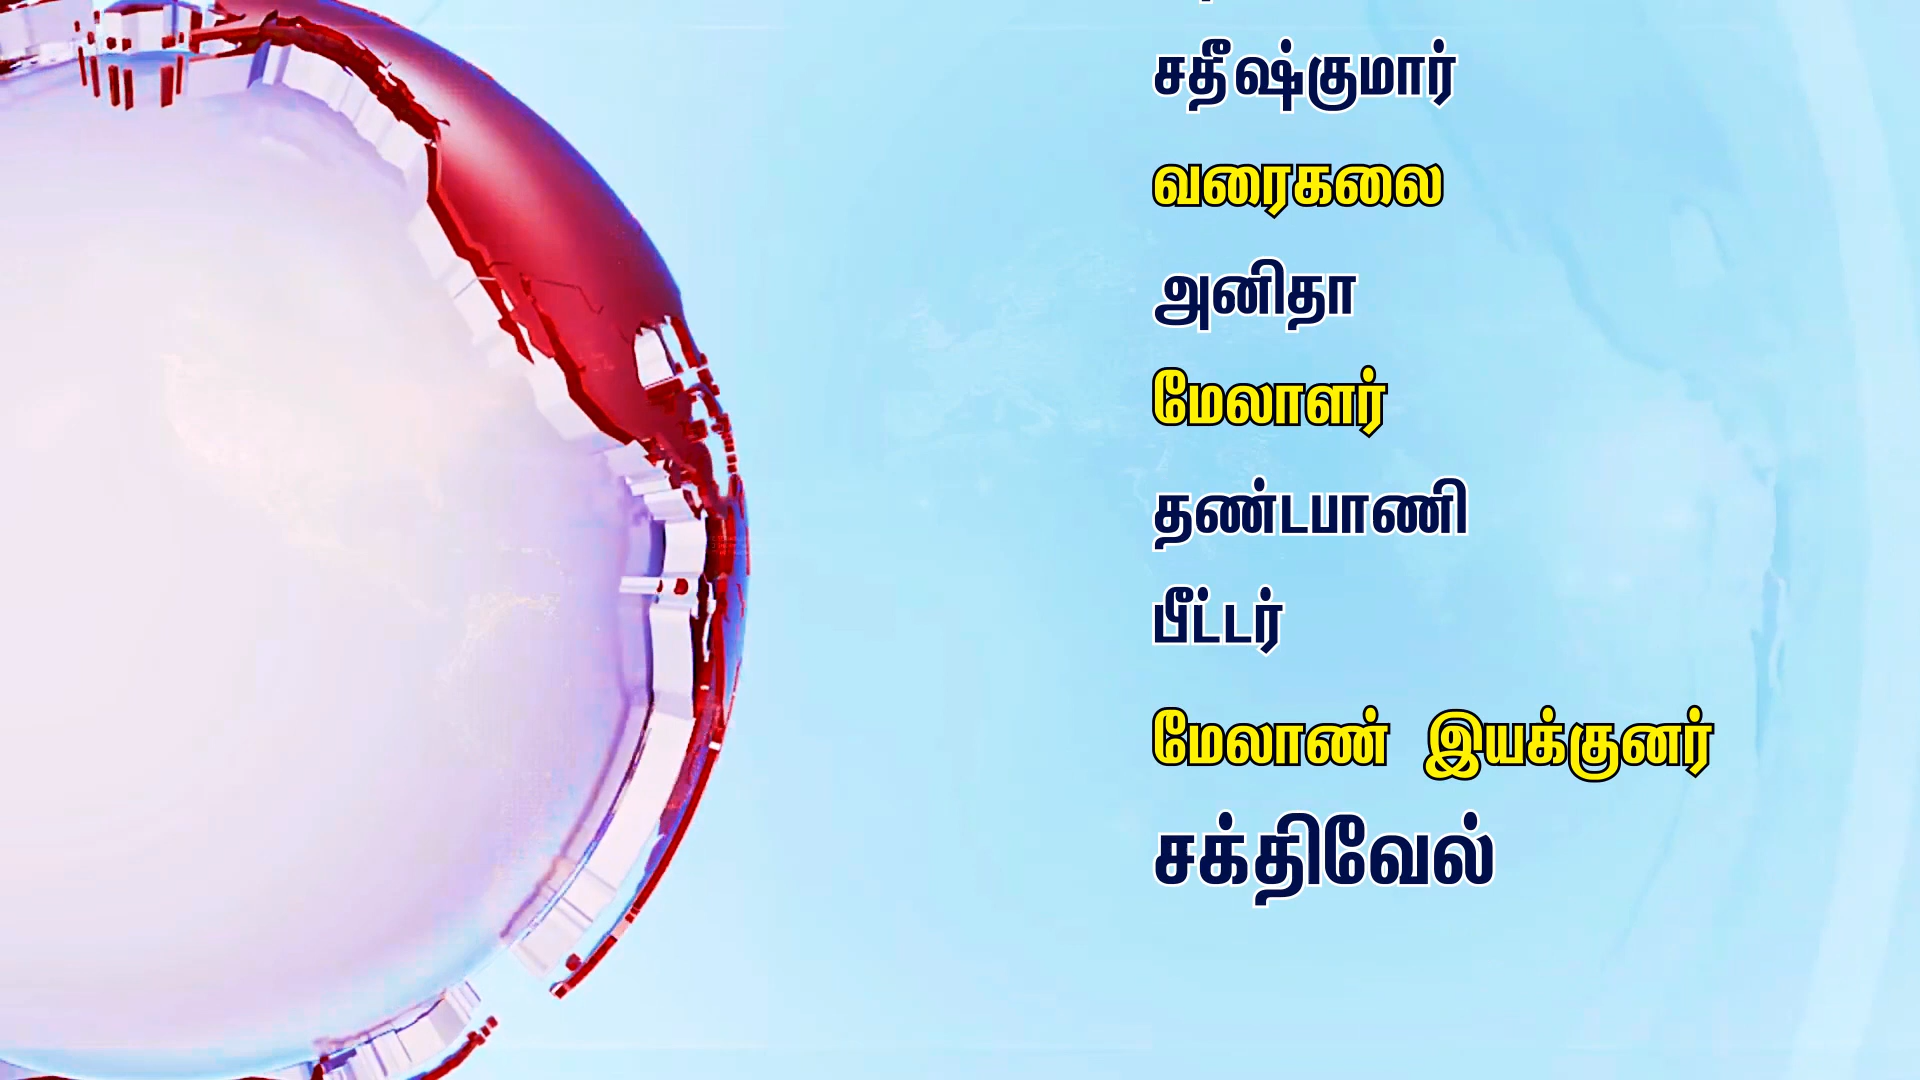 சதீஷ்குமார்
வரைகலை
அனிதா
மேலாளர்
தண்டபாணி
பீட்டர்
மேலாண் இயக்குனர்
சக்திவேல்